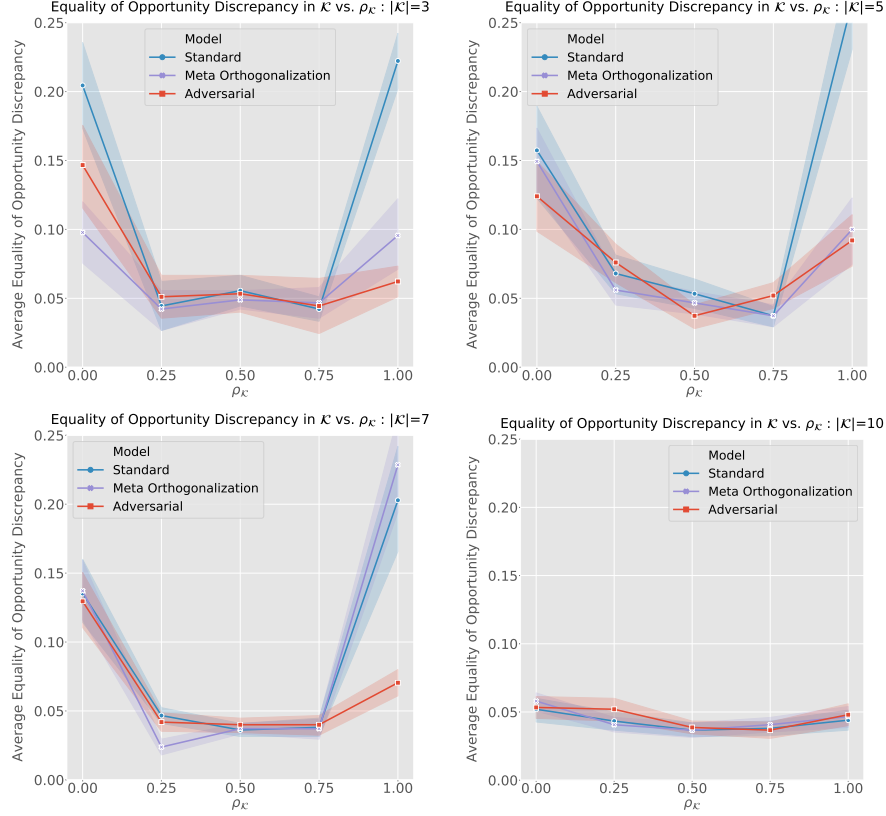 Equality of Opportunity Discrepancy in 𝒦 vs. ρ𝒦 : |𝒦|=3
Average Equality of Opportunity Discrepancy
0.25
0.20
0.15
0.10
0.05
0.00
Model
Standard
Meta Orthogonalization
Adversarial
0.00 0.25 0.50 0.75 1.00
ρ𝒦
Equality of Opportunity Discrepancy in 𝒦 vs. ρ𝒦 : |𝒦|=5
Average Equality of Opportunity Discrepancy
0.25
0.20
0.15
0.10
0.05
0.00
Model
Standard
Meta Orthogonalization
Adversarial
0.00 0.25 0.50 0.75 1.00
ρ𝒦
Equality of Opportunity Discrepancy in 𝒦 vs. ρ𝒦 : |𝒦|=7
Average Equality of Opportunity Discrepancy
0.25
0.20
0.15
0.10
0.05
0.00
Model
Standard
Meta Orthogonalization
Adversarial
0.00 0.25 0.50 0.75 1.00
ρ𝒦
Equality of Opportunity Discrepancy in 𝒦 vs. ρ𝒦 : |𝒦|=10
Average Equality of Opportunity Discrepancy
0.25
0.20
0.15
0.10
0.05
0.00
Model
Standard
Meta Orthogonalization
Adversarial
0.00 0.25 0.50 0.75 1.00
ρ𝒦